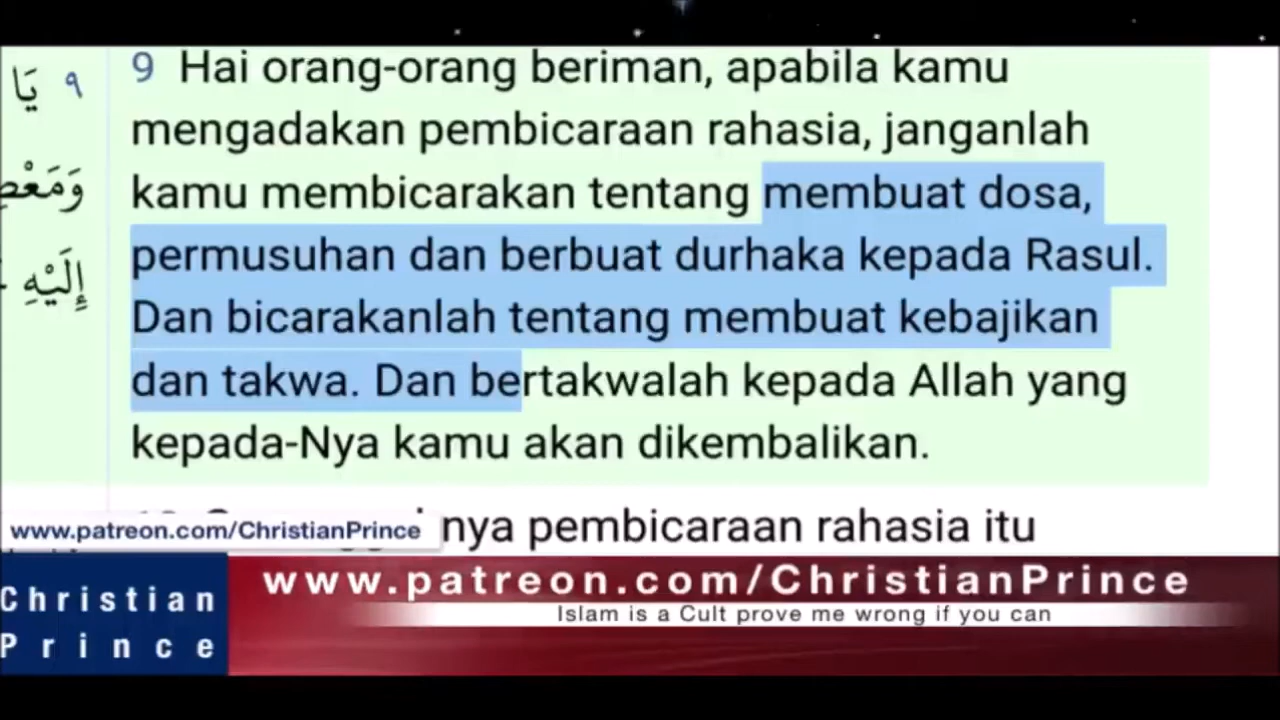 9 Hai orang-orang beriman, apabila kamu
mengadakan pembicaraan rahasia, janganlah
kamu membicarakan tentang membuat dosa,
permusuhan dan berbuat durhaka kepada Rasul.
Dan bicarakanlah tentang membuat kebajikan
dan takwa. Dan bertakwalah kepada Allah yang
kepada-Nya kamu akan dikembalikan.
٩ يَا
إِلَيْهِ
nya pembicaraan rahasia itu
www.patreon.com/ChristianPrince
Christian
Prince
www.patreon.com/ChristianPrince
Islam is a Cult prove me wrong if you can